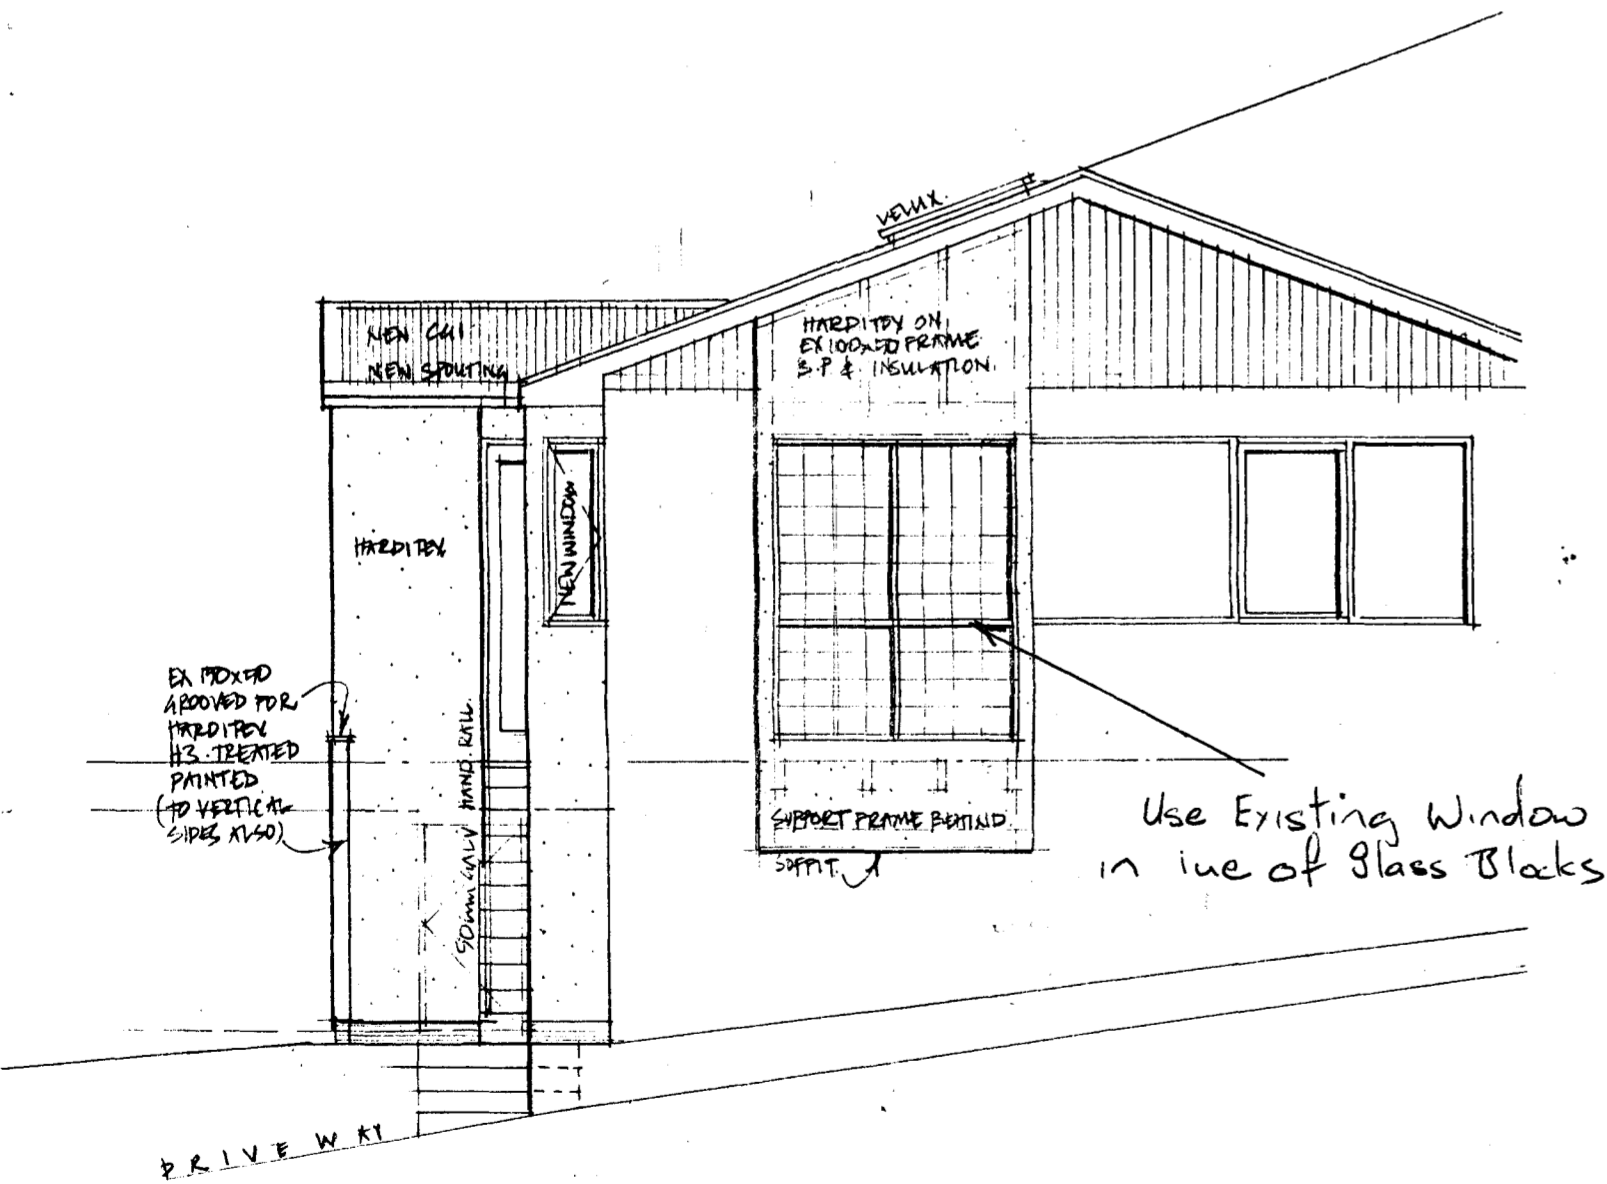 VELUX.
NEW CGI
NEW SPOUTING
HARDITEX ON
EX 100x50 FRAME
B.P & INSULATION.
HARDITEX
NEW WINDOW
EX 150x50
GROOVED FOR
HARDITEX
H3. TREATED
PAINTED
(TO VERTICAL
SIDES ALSO)
50mm GALV HAND RAIL
SUPPORT FRAME BEHIND
SOFFIT.
Use Existing Window
in iue of Glass Blocks
DRIVEWAY